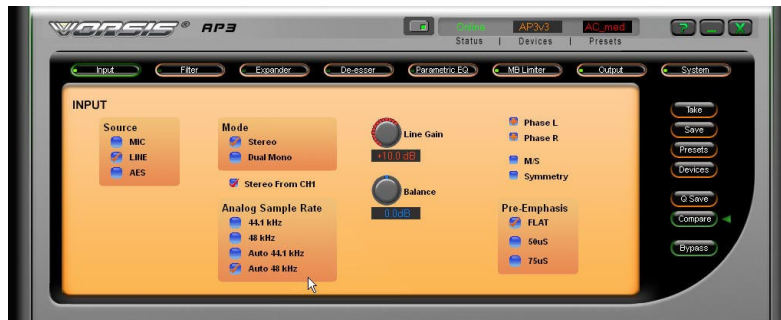 VORSIS® AP3
Online AP3v3 AC_med
Status | Devices | Presets
Input Filter Expander De-esser Parametric EQ MB Limiter Output System
INPUT
Source
MIC
LINE
AES
Mode
Stereo
Dual Mono
Stereo From CH1
Analog Sample Rate
44.1 kHz
48 kHz
Auto 44.1 kHz
Auto 48 kHz
Line Gain
+10.0 dB
Balance
0.0dB
Phase L
Phase R
M/S
Symmetry
Pre-Emphasis
FLAT
50uS
75uS
? _ X
Take
Save
Presets
Devices
Q Save
Compare
Bypass